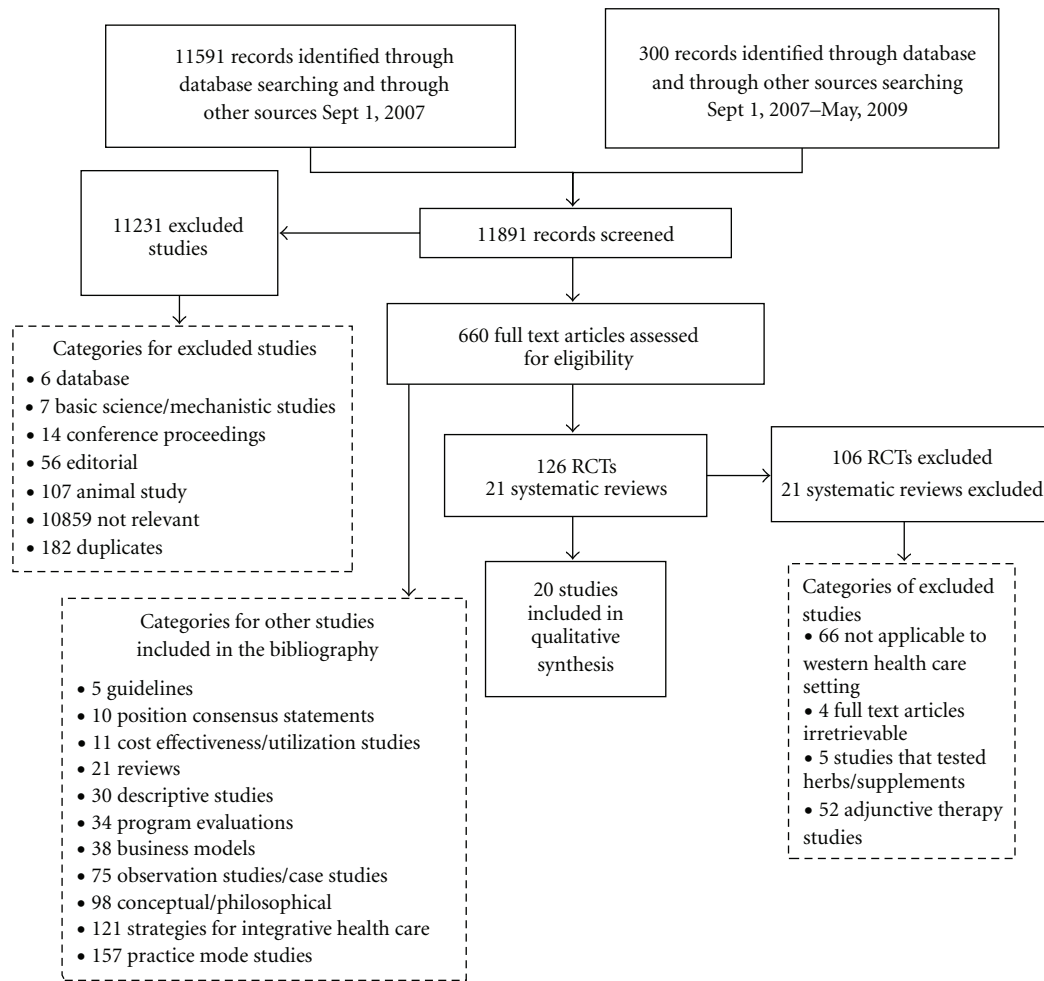 11591 records identified through
database searching and through
other sources Sept 1, 2007
300 records identified through database
and through other sources searching
Sept 1, 2007–May, 2009
11231 excluded
studies
11891 records screened
Categories for excluded studies
• 6 database
• 7 basic science/mechanistic studies
• 14 conference proceedings
• 56 editorial
• 107 animal study
• 10859 not relevant
• 182 duplicates
660 full text articles assessed
for eligibility
126 RCTs
21 systematic reviews
106 RCTs excluded
21 systematic reviews excluded
20 studies
included in
qualitative
synthesis
Categories of excluded
studies
• 66 not applicable to
western health care
setting
• 4 full text articles
irretrievable
• 5 studies that tested
herbs/supplements
• 52 adjunctive therapy
studies
Categories for other studies
included in the bibliography
• 5 guidelines
• 10 position consensus statements
• 11 cost effectiveness/utilization studies
• 21 reviews
• 30 descriptive studies
• 34 program evaluations
• 38 business models
• 75 observation studies/case studies
• 98 conceptual/philosophical
• 121 strategies for integrative health care
• 157 practice mode studies